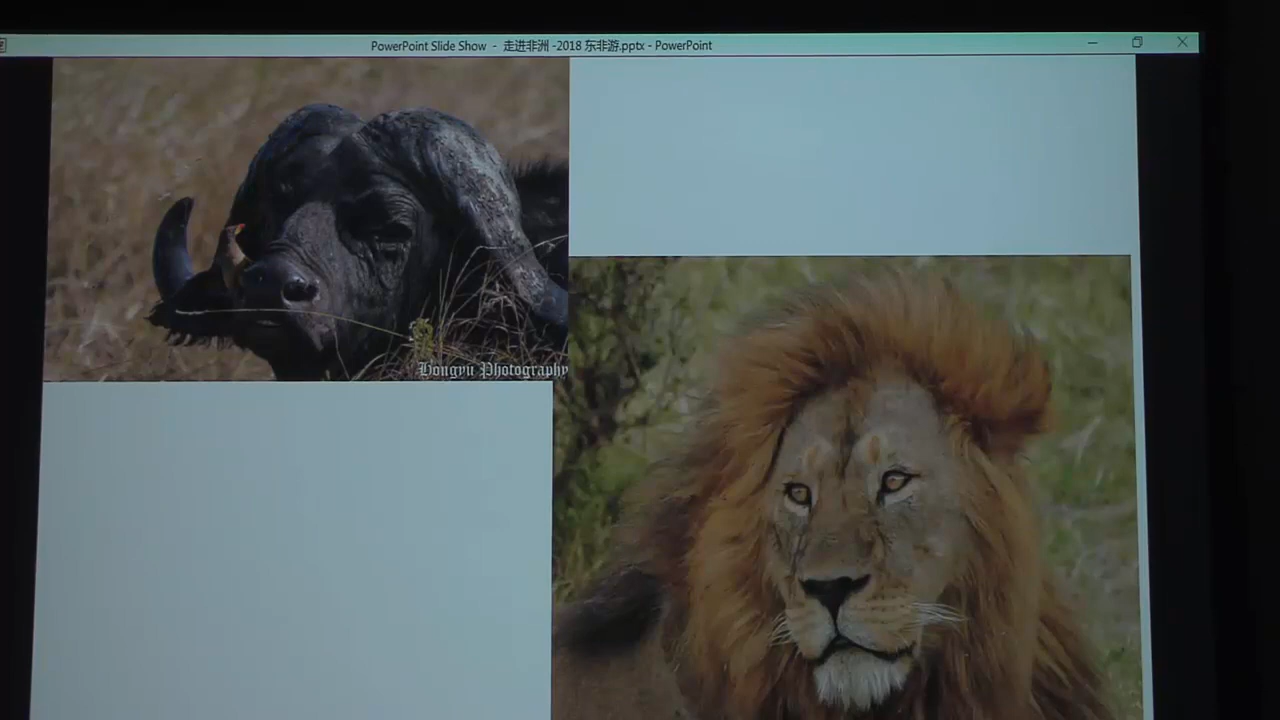 PowerPoint Slide Show - 走进非洲 -2018 东非游.pptx - PowerPoint
Hongyu Photography